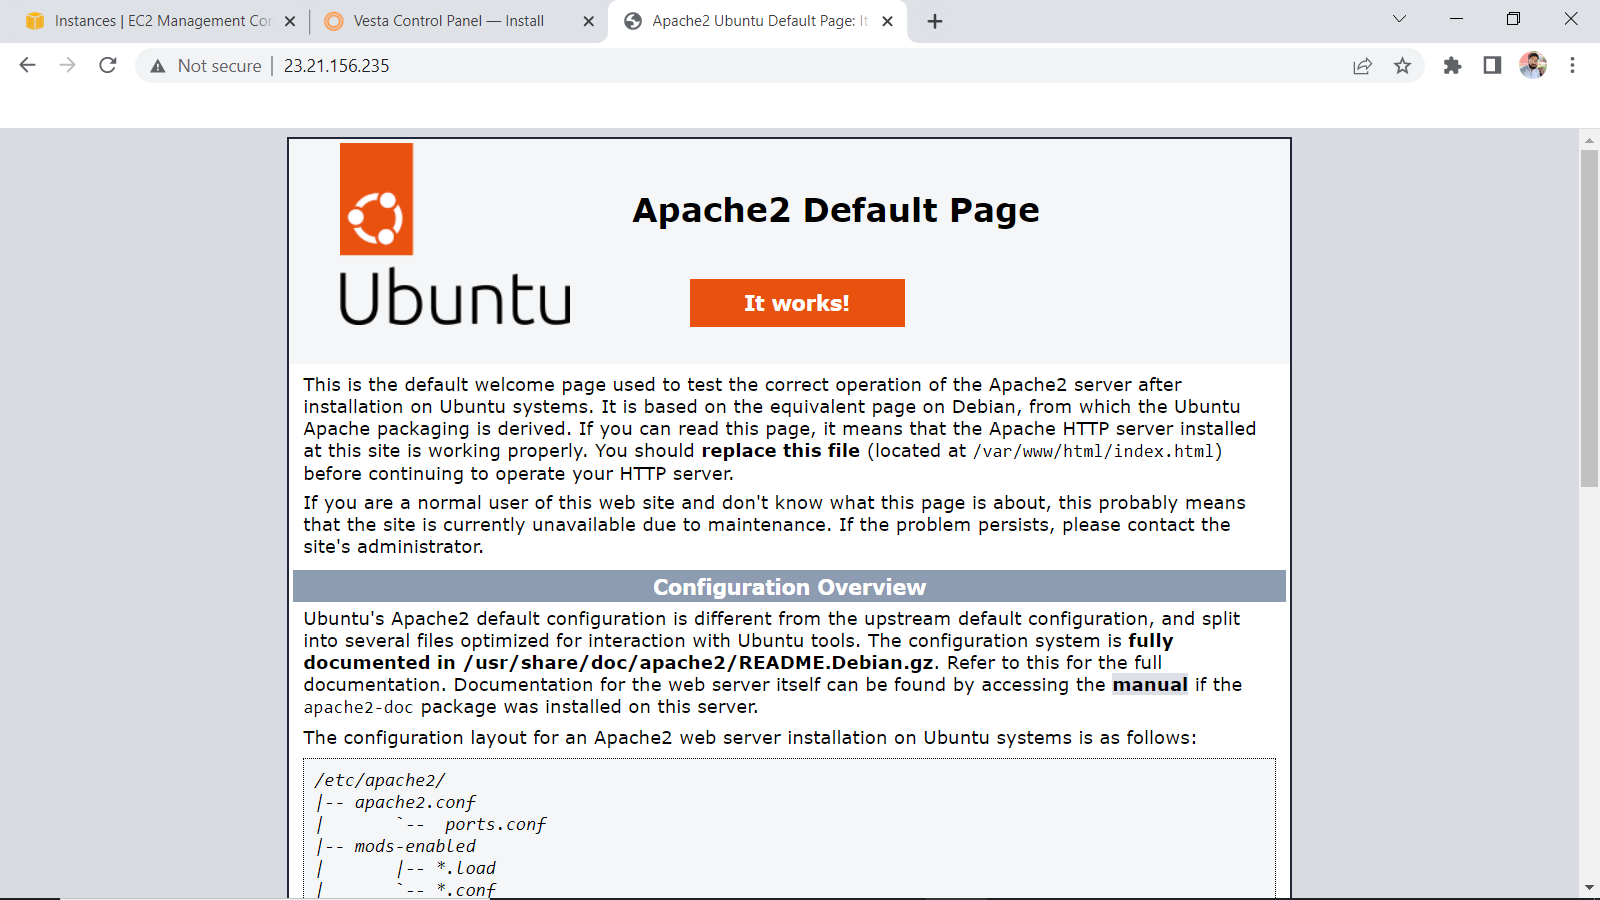 Instances | EC2 Management Con
Vesta Control Panel — Install
Apache2 Ubuntu Default Page: It
Not secure
23.21.156.235
Ubuntu
Apache2 Default Page
It works!
This is the default welcome page used to test the correct operation of the Apache2 server after
installation on Ubuntu systems. It is based on the equivalent page on Debian, from which the Ubuntu
Apache packaging is derived. If you can read this page, it means that the Apache HTTP server installed
at this site is working properly. You should replace this file (located at /var/www/html/index.html)
before continuing to operate your HTTP server.
If you are a normal user of this web site and don't know what this page is about, this probably means
that the site is currently unavailable due to maintenance. If the problem persists, please contact the
site's administrator.
Configuration Overview
Ubuntu's Apache2 default configuration is different from the upstream default configuration, and split
into several files optimized for interaction with Ubuntu tools. The configuration system is fully
documented in /usr/share/doc/apache2/README.Debian.gz. Refer to this for the full
documentation. Documentation for the web server itself can be found by accessing the manual if the
apache2-doc package was installed on this server.
The configuration layout for an Apache2 web server installation on Ubuntu systems is as follows:
/etc/apache2/
|-- apache2.conf
|       `--  ports.conf
|-- mods-enabled
|       |-- *.load
|       `-- *.conf